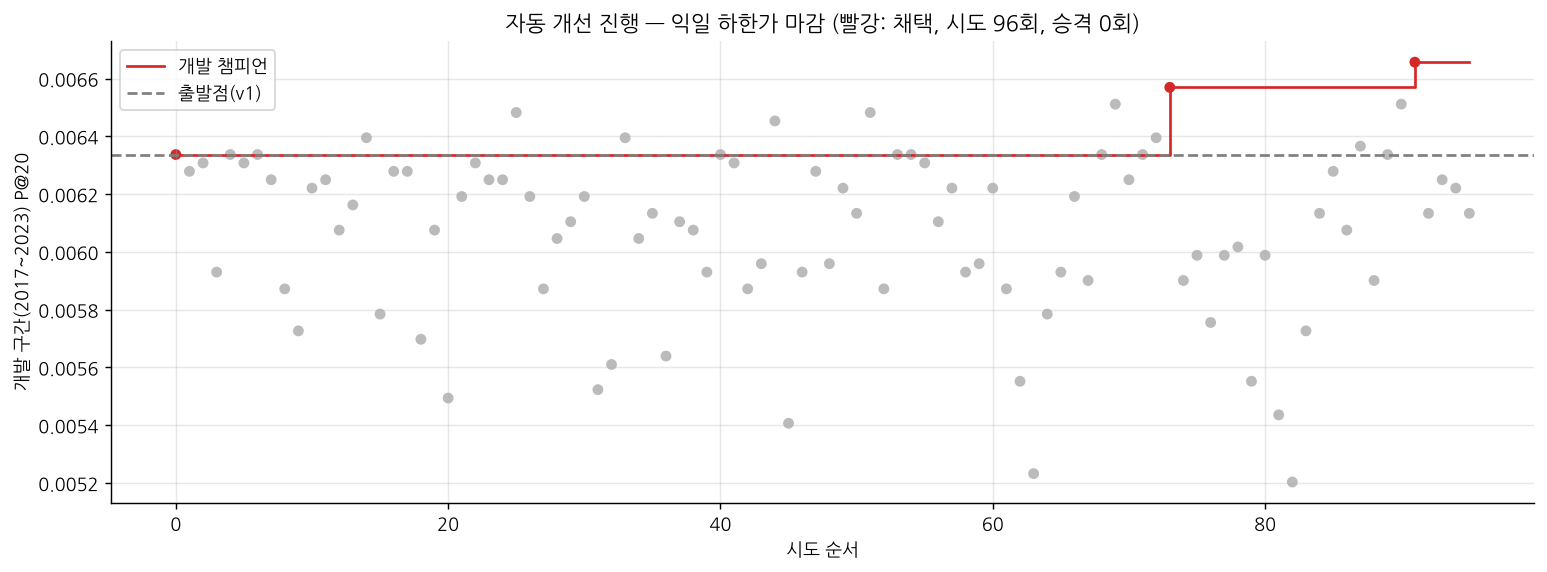 자동 개선 진행 — 익일 하한가 마감 (빨강: 채택, 시도 96회, 승격 0회)
개발 챔피언
출발점(v1)
개발 구간(2017~2023) P@20
0.0066
0.0064
0.0062
0.0060
0.0058
0.0056
0.0054
0.0052
0 20 40 60 80
시도 순서